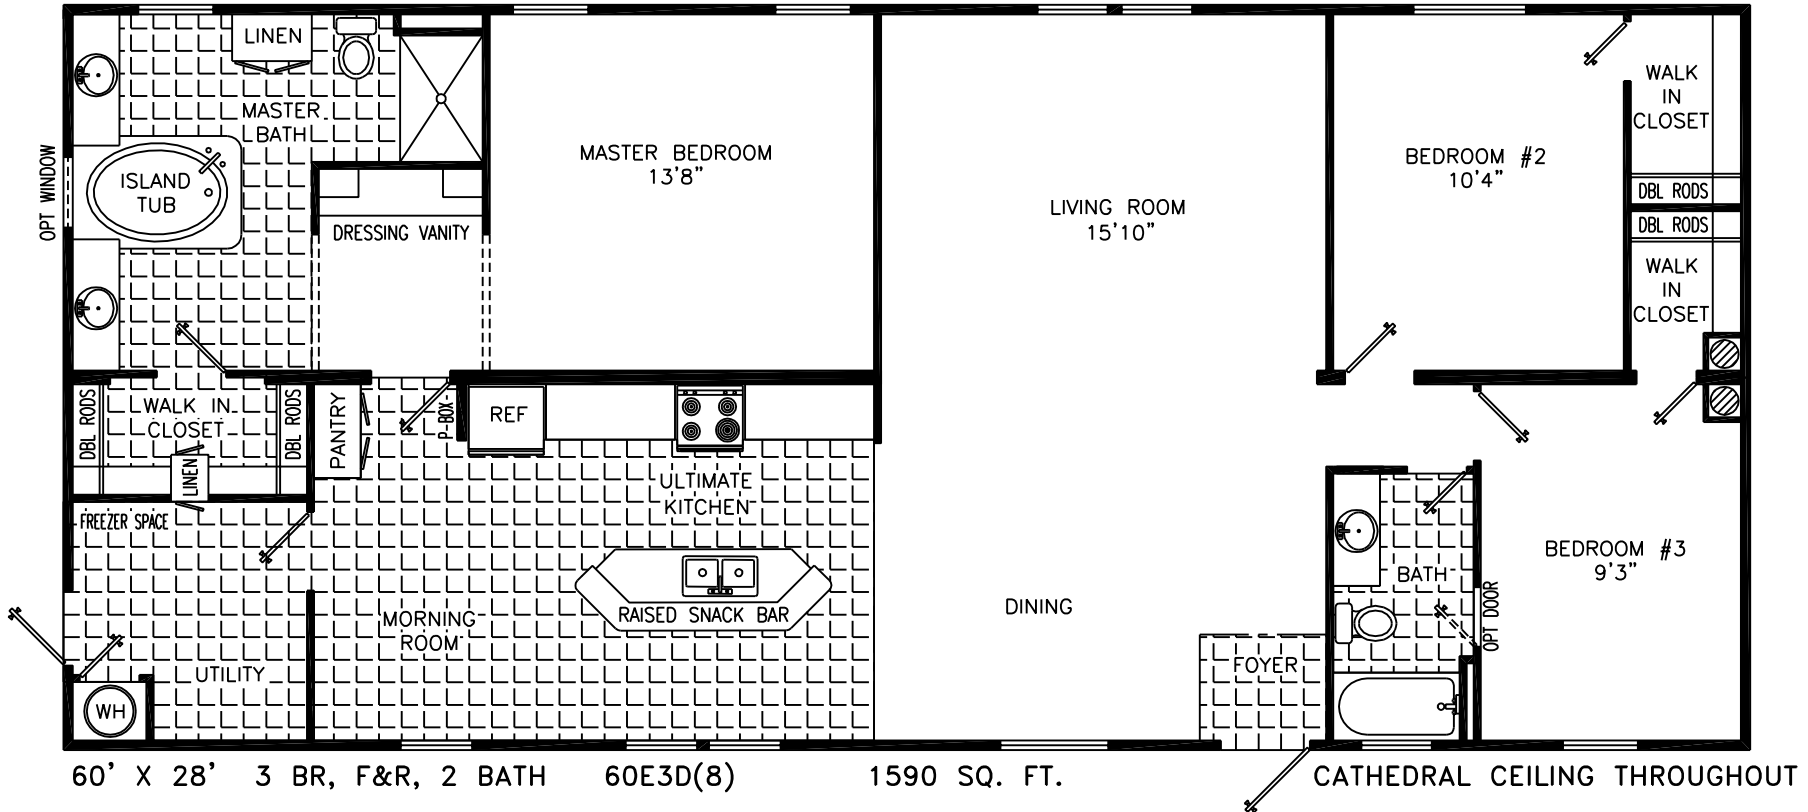 LINEN
MASTER
BATH
ISLAND
TUB
OPT WINDOW
DRESSING VANITY
MASTER BEDROOM
13'8"
LIVING ROOM
15'10"
BEDROOM #2
10'4"
WALK
IN
CLOSET
DBL RODS
DBL RODS
WALK
IN
CLOSET
DBL RODS
WALK IN
CLOSET
DBL RODS
LINEN
PANTRY
P-BOX
REF
ULTIMATE
KITCHEN
FREEZER SPACE
RAISED SNACK BAR
MORNING
ROOM
UTILITY
WH
DINING
FOYER
BATH
OPT DOOR
BEDROOM #3
9'3"
60' X 28' 3 BR, F&R, 2 BATH 60E3D(8) 1590 SQ. FT. CATHEDRAL CEILING THROUGHOUT